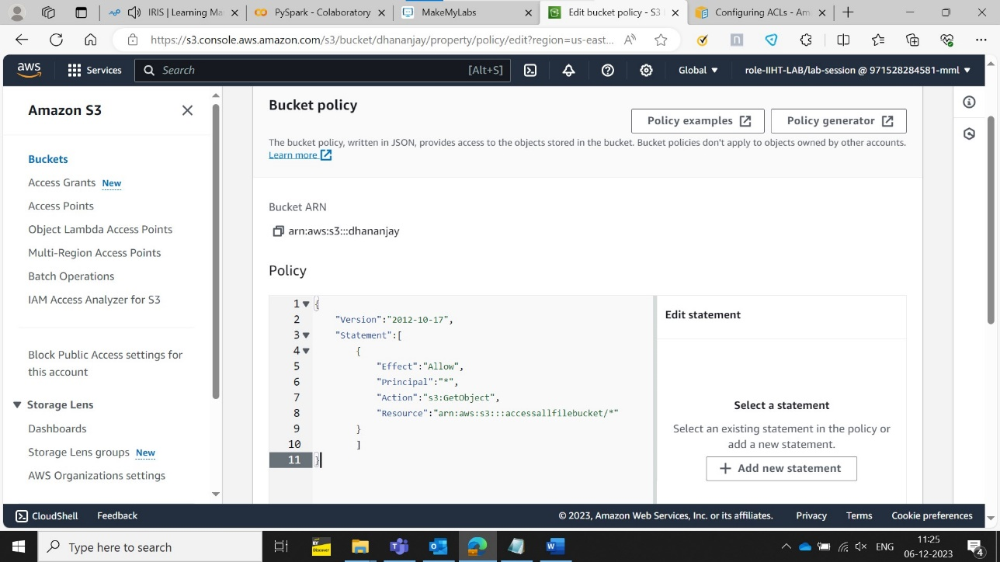 IRIS | Learning Ma
PySpark - Colaboratory
MakeMyLabs
Edit bucket policy - S3
Configuring ACLs - Am
https://s3.console.aws.amazon.com/s3/bucket/dhananjay/property/policy/edit?region=us-east...
aws
Services
Search
[Alt+S]
Global
role-IIHT-LAB/lab-session @ 971528284581-mml
Amazon S3
Buckets
Access Grants New
Access Points
Object Lambda Access Points
Multi-Region Access Points
Batch Operations
IAM Access Analyzer for S3
Block Public Access settings for
this account
Storage Lens
Dashboards
Storage Lens groups New
AWS Organizations settings
Bucket policy
Policy examples
Policy generator
The bucket policy, written in JSON, provides access to the objects stored in the bucket. Bucket policies don't apply to objects owned by other accounts.
Learn more
Bucket ARN
arn:aws:s3:::dhananjay
Policy
1 {
2 "Version":"2012-10-17",
3 "Statement":[
4 {
5 "Effect":"Allow",
6 "Principal":"*",
7 "Action":"s3:GetObject",
8 "Resource":"arn:aws:s3:::accessallfilebucket/*"
9 }
10 ]
11 }
Edit statement
Select a statement
Select an existing statement in the policy or
add a new statement.
Add new statement
CloudShell
Feedback
© 2023, Amazon Web Services, Inc. or its affiliates.
Privacy
Terms
Cookie preferences
Type here to search
ENG
11:25
06-12-2023
4